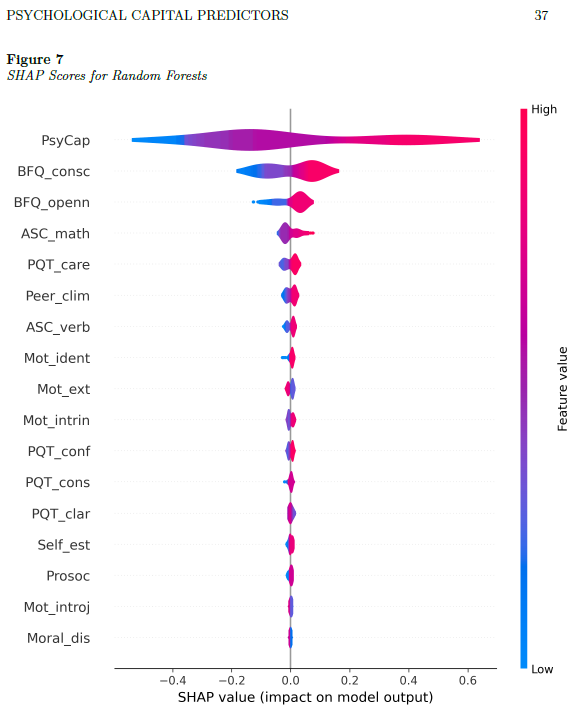 PSYCHOLOGICAL CAPITAL PREDICTORS 37
Figure 7
SHAP Scores for Random Forests
High
PsyCap
BFQ_consc
BFQ_openn
ASC_math
PQT_care
Peer_clim
ASC_verb
Mot_ident
Mot_ext
Mot_intrin
PQT_conf
PQT_cons
PQT_clar
Self_est
Prosoc
Mot_introj
Moral_dis
Feature value
Low
−0.4 −0.2 0.0 0.2 0.4 0.6
SHAP value (impact on model output)